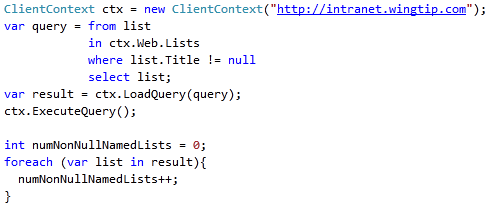 ClientContext ctx = new ClientContext("http://intranet.wingtip.com");
var query = from list
            in ctx.Web.Lists
            where list.Title != null
            select list;
var result = ctx.LoadQuery(query);
ctx.ExecuteQuery();

int numNonNullNamedLists = 0;
foreach (var list in result){
  numNonNullNamedLists++;
}